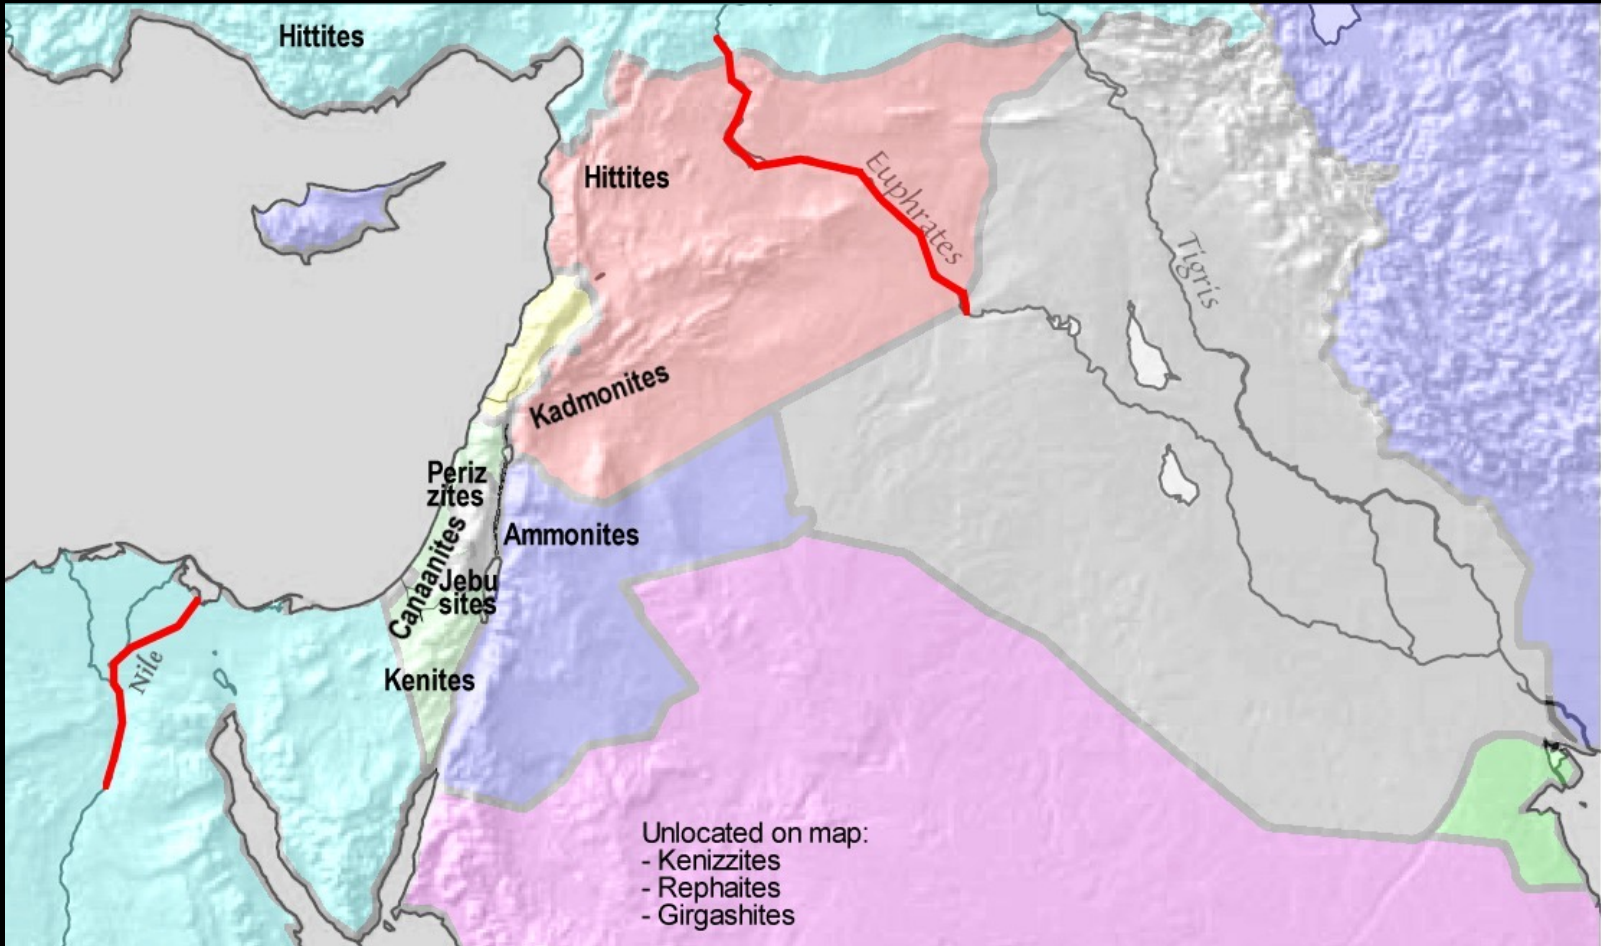 Hittites
Hittites
Euphrates
Tigris
Kadmonites
Periz
zites
Canaanites
Ammonites
Jebu
sites
Kenites
Nile
Unlocated on map:
- Kenizzites
- Rephaites
- Girgashites